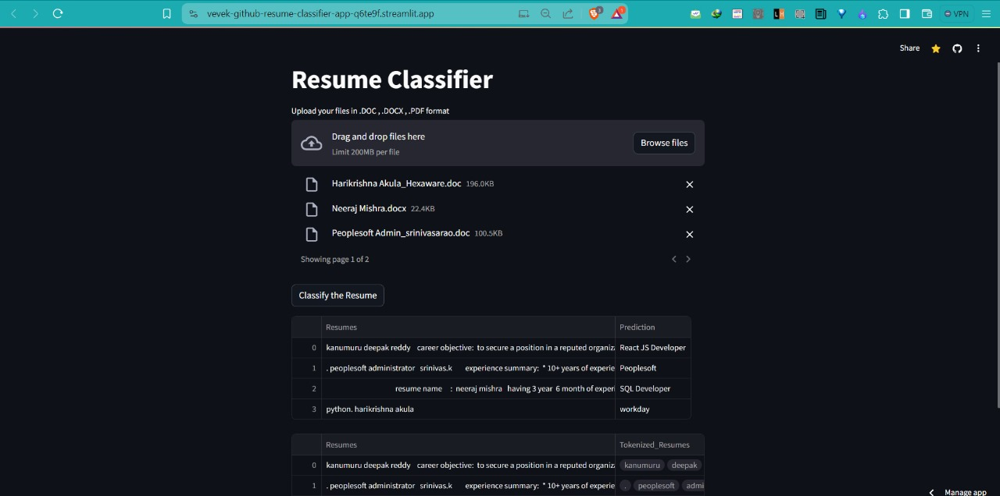 vevek-github-resume-classifier-app-q6te9f.streamlit.app
VPN
Share
Resume Classifier
Upload your files in .DOC , .DOCX , .PDF format
Drag and drop files here
Limit 200MB per file
Browse files
Harikrishna Akula_Hexaware.doc 196.0KB
Neeraj Mishra.docx 22.4KB
Peoplesoft Admin_srinivasarao.doc 100.5KB
Showing page 1 of 2
Classify the Resume
Resumes Prediction
0 kanumuru deepak reddy career objective: to secure a position in a reputed organiz React JS Developer
1 . peoplesoft administrator srinivas.k experience summary: * 10+ years of experie Peoplesoft
2 resume name : neeraj mishra having 3 year 6 month of experi SQL Developer
3 python. harikrishna akula workday
Resumes Tokenized_Resumes
0 kanumuru deepak reddy career objective: to secure a position in a reputed organiz kanumuru deepak
1 . peoplesoft administrator srinivas.k experience summary: * 10+ years of experie . peoplesoft admi
Manage app